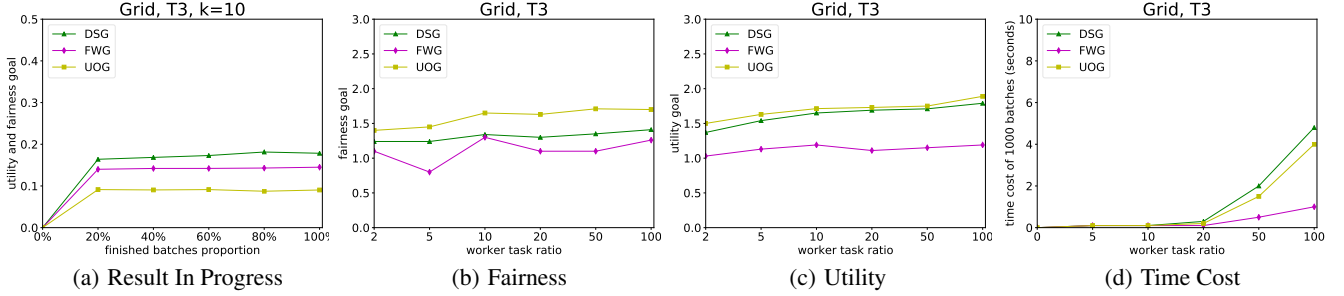 Grid, T3, k=10
utility and fairness goal
0.5
0.4
0.3
0.2
0.1
0.0
DSG
FWG
UOG
0% 20% 40% 60% 80% 100%
finished batches proportion
(a) Result In Progress
Grid, T3
fairness goal
3.0
2.5
2.0
1.5
1.0
0.5
0.0
DSG
FWG
UOG
2 5 10 20 50 100
worker task ratio
(b) Fairness
Grid, T3
utility goal
3.0
2.5
2.0
1.5
1.0
0.5
0.0
DSG
FWG
UOG
2 5 10 20 50 100
worker task ratio
(c) Utility
Grid, T3
time cost of 1000 batches (seconds)
10
8
6
4
2
0
DSG
FWG
UOG
0 5 10 20 50 100
worker task ratio
(d) Time Cost